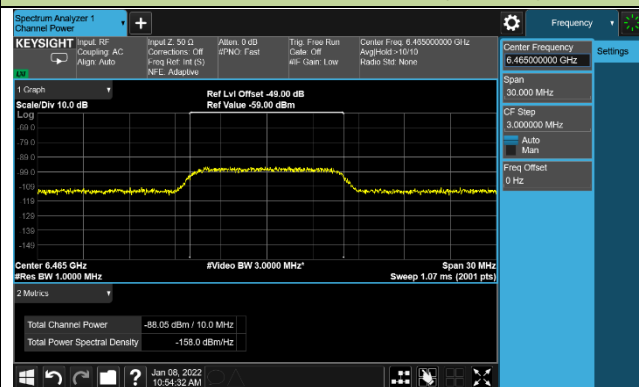 Spectrum Analyzer 1
Channel Power
Frequency
KEYSIGHT
Input: RF
Coupling: AC
Align: Auto
Input Z: 50 Ω
Corrections: Off
Freq Ref: Int (S)
NFE: Adaptive
Atten: 0 dB
#PNO: Fast
Trig: Free Run
Gate: Off
#IF Gain: Low
Center Freq: 6.465000000 GHz
Avg|Hold:>10/10
Radio Std: None
LXI
1 Graph
Scale/Div 10.0 dB
Ref Lvl Offset -49.00 dB
Ref Value -59.00 dBm
Log
-69.0
-79.0
-89.0
-99.0
-109
-119
-129
-139
-149
Center 6.465 GHz
#Video BW 3.0000 MHz*
Span 30 MHz
#Res BW 1.0000 MHz
Sweep 1.07 ms (2001 pts)
2 Metrics
Total Channel Power
-88.05 dBm / 10.0 MHz
Total Power Spectral Density
-158.0 dBm/Hz
Jan 08, 2022
10:54:32 AM
Center Frequency
6.465000000 GHz
Settings
Span
30.000 MHz
CF Step
3.000000 MHz
Auto
Man
Freq Offset
0 Hz